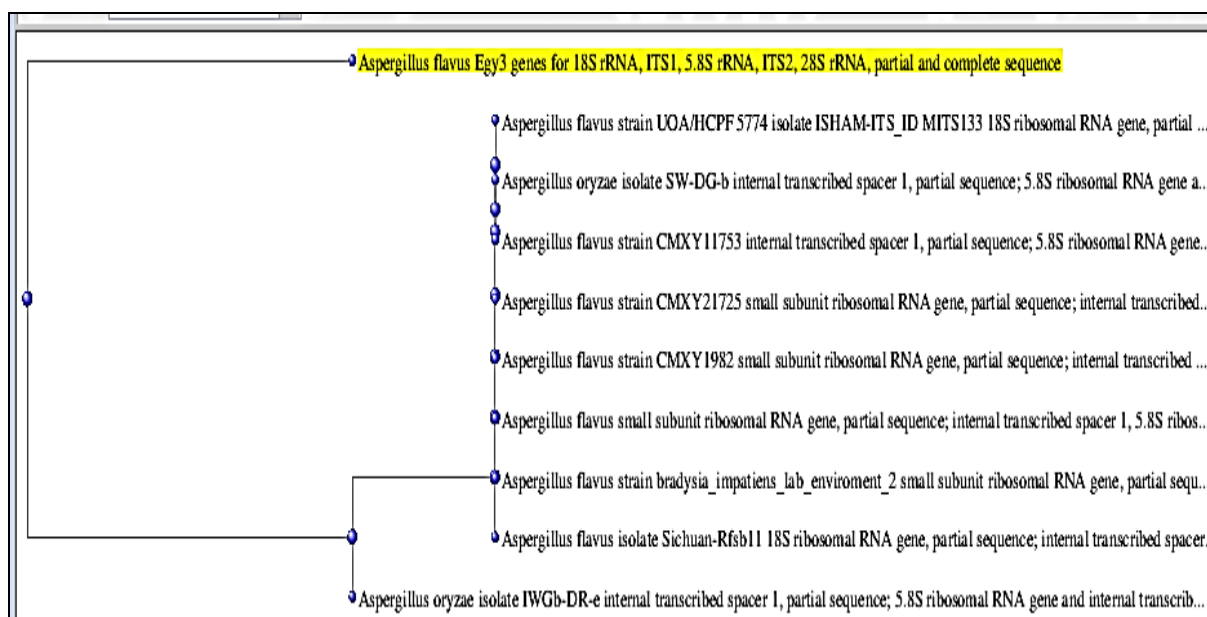 Aspergillus flavus Egy3 genes for 18S rRNA, ITS1, 5.8S rRNA, ITS2, 28S rRNA, partial and complete sequence
Aspergillus flavus strain UOA/HCPF 5774 isolate ISHAM-ITS_ID MITS133 18S ribosomal RNA gene, partial ...
Aspergillus oryzae isolate SW-DG-b internal transcribed spacer 1, partial sequence; 5.8S ribosomal RNA gene a...
Aspergillus flavus strain CMXY11753 internal transcribed spacer 1, partial sequence; 5.8S ribosomal RNA gene...
Aspergillus flavus strain CMXY21725 small subunit ribosomal RNA gene, partial sequence; internal transcribed...
Aspergillus flavus strain CMXY1982 small subunit ribosomal RNA gene, partial sequence; internal transcribed ...
Aspergillus flavus small subunit ribosomal RNA gene, partial sequence; internal transcribed spacer 1, 5.8S ribos...
Aspergillus flavus strain bradysia_impatiens_lab_enviroment_2 small subunit ribosomal RNA gene, partial sequ...
Aspergillus flavus isolate Sichuan-Rfsb11 18S ribosomal RNA gene, partial sequence; internal transcribed spacer.
Aspergillus oryzae isolate IWGb-DR-e internal transcribed spacer 1, partial sequence; 5.8S ribosomal RNA gene and internal transcrib...